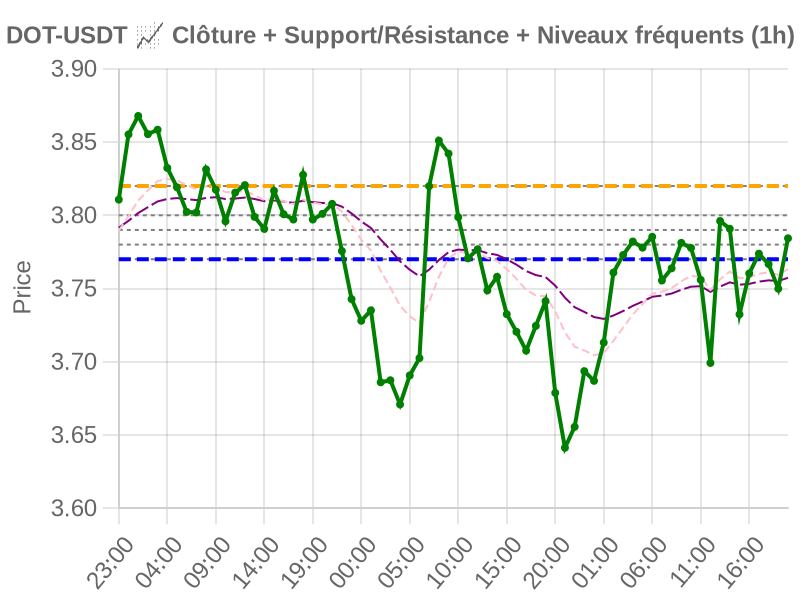 DOT-USDT 📈 Clôture + Support/Résistance + Niveaux fréquents (1h)
3.90
3.85
3.80
3.75
3.70
3.65
3.60
Price
23:00 04:00 09:00 14:00 19:00 00:00 05:00 10:00 15:00 20:00 01:00 06:00 11:00 16:00